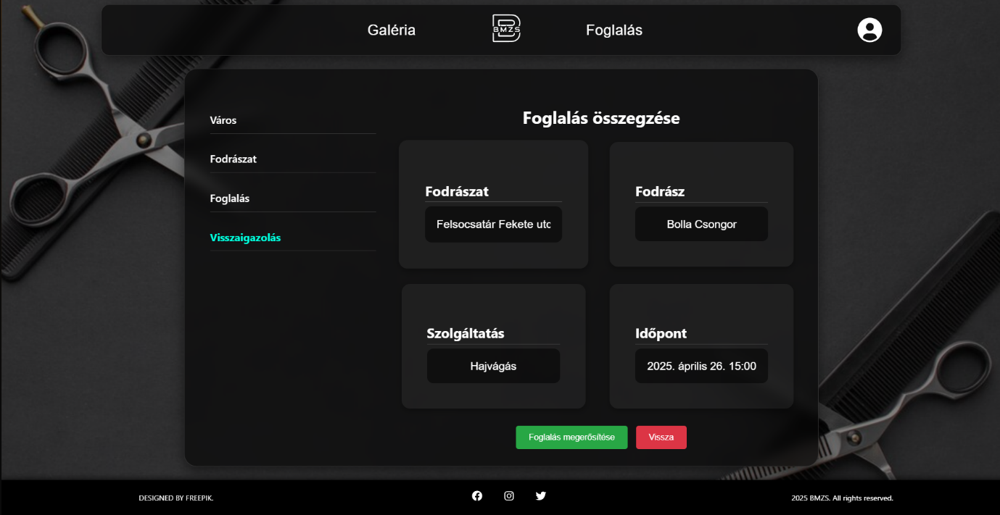 Galéria
BMZS
Foglalás
Város
Fodrászat
Foglalás
Visszaigazolás
Foglalás összegzése
Fodrászat
Felsocsatár Fekete utc
Fodrász
Bolla Csongor
Szolgáltatás
Hajvágás
Időpont
2025. április 26. 15:00
Foglalás megerősítése
Vissza
DESIGNED BY FREEPIK.
2025 BMZS. All rights reserved.